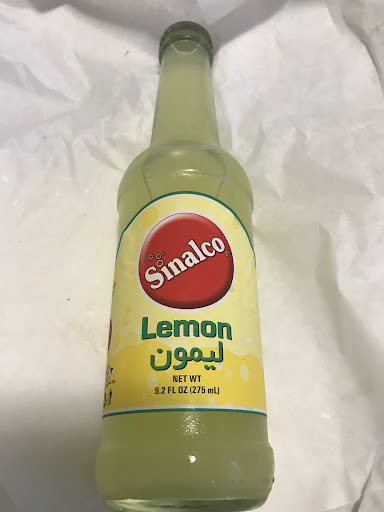 Sinalco
Lemon
ليمون
NET WT
9.2 FL OZ (275 mL)